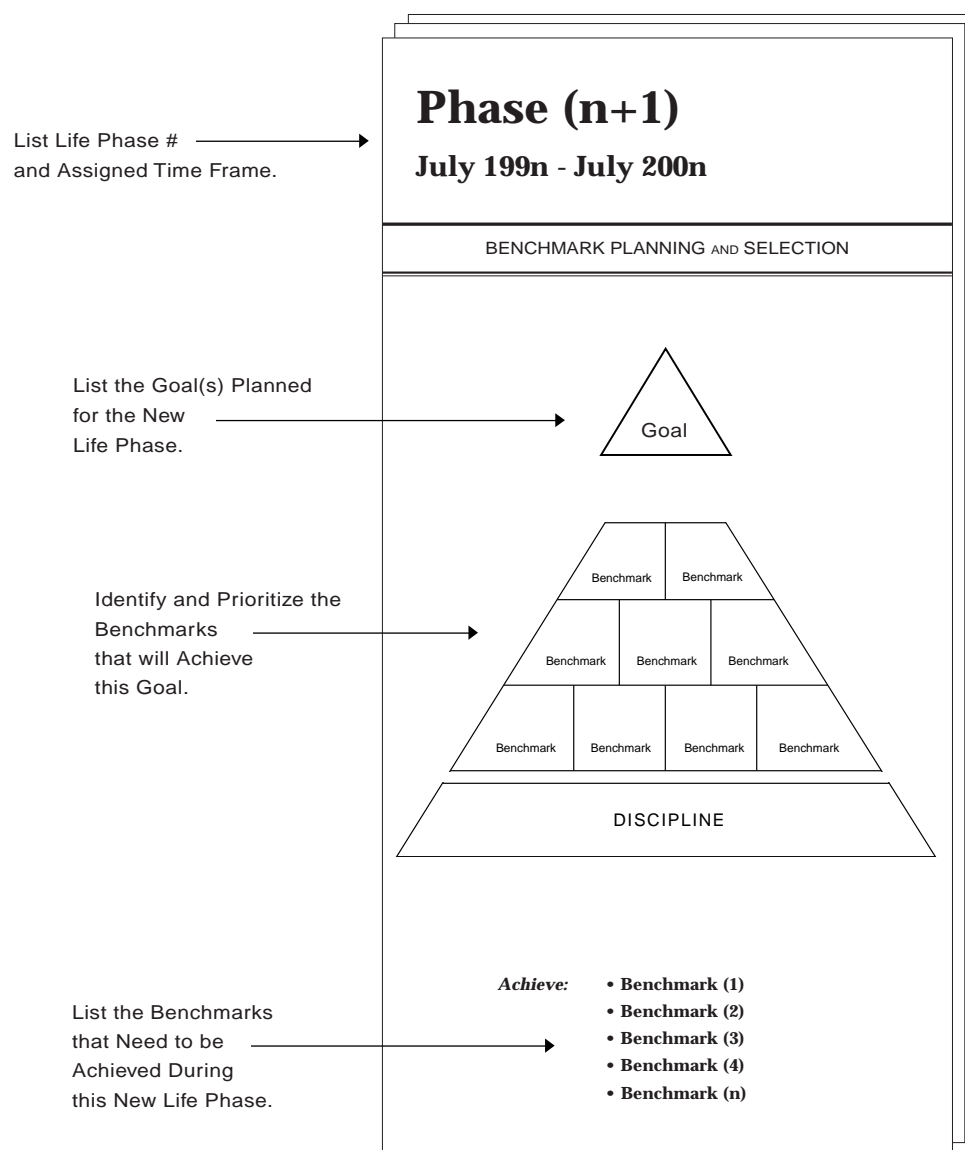 Phase (n+1)
July 199n - July 200n
List Life Phase #
and Assigned Time Frame.
BENCHMARK PLANNING AND SELECTION
List the Goal(s) Planned
for the New
Life Phase.
Goal
Identify and Prioritize the
Benchmarks
that will Achieve
this Goal.
Benchmark Benchmark
Benchmark Benchmark Benchmark
Benchmark Benchmark Benchmark Benchmark
DISCIPLINE
List the Benchmarks
that Need to be
Achieved During
this New Life Phase.
Achieve: • Benchmark (1)
• Benchmark (2)
• Benchmark (3)
• Benchmark (4)
• Benchmark (n)